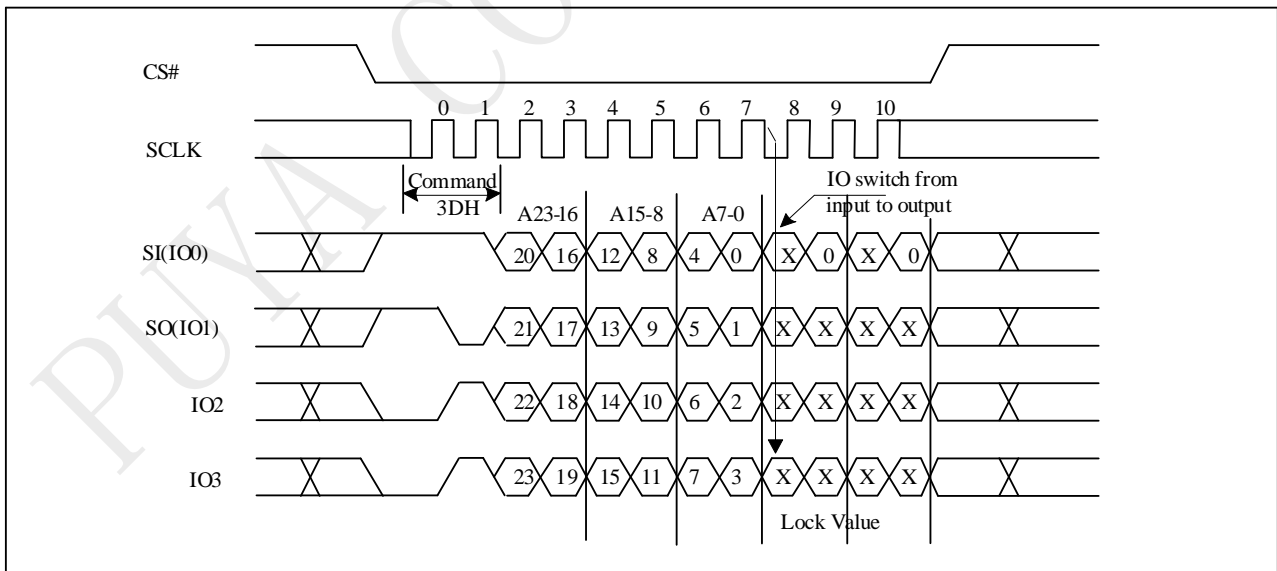 PUYA CO
CS#
0 1 2 3 4 5 6 7 8 9 10
SCLK
Command
3DH
IO switch from
input to output
A23-16 A15-8 A7-0
SI(IO0) 20 16 12 8 4 0 X 0 X 0
SO(IO1) 21 17 13 9 5 1 X X X X
IO2 22 18 14 10 6 2 X X X X
IO3 23 19 15 11 7 3 X X X X
Lock Value